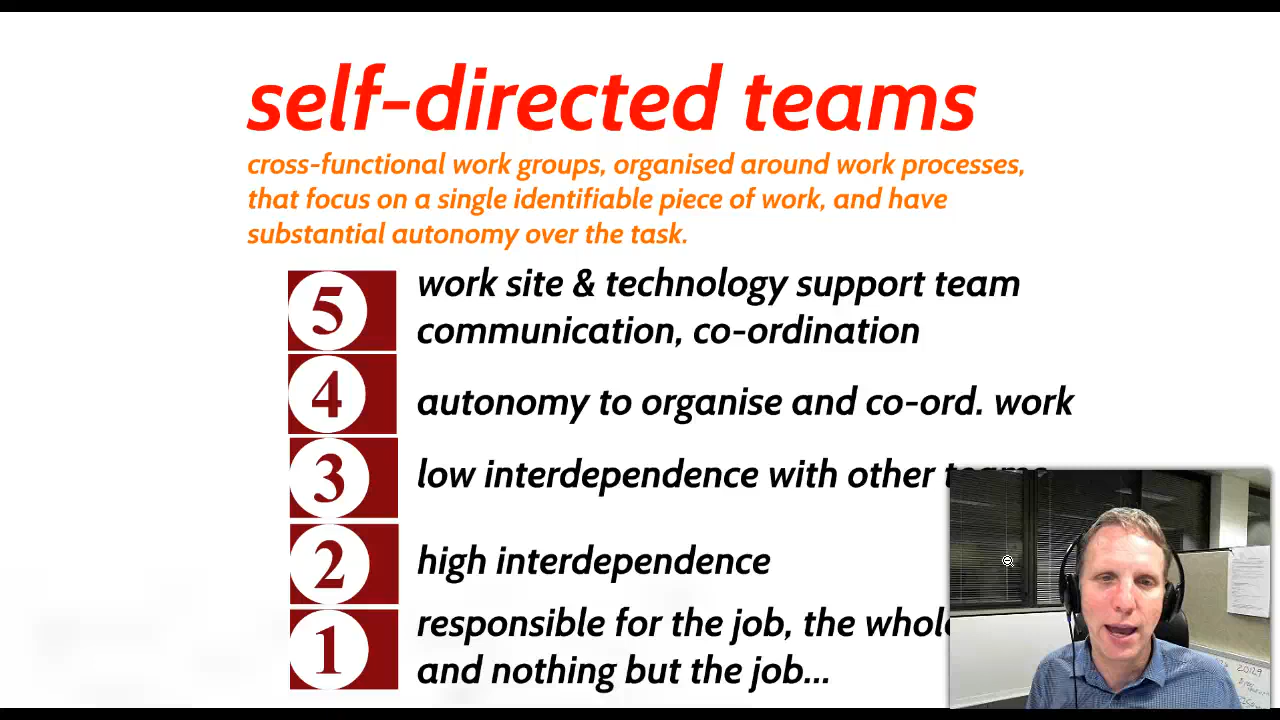 self-directed teams
cross-functional work groups, organised around work processes,
that focus on a single identifiable piece of work, and have
substantial autonomy over the task.
5 work site & technology support team
communication, co-ordination
4 autonomy to organise and co-ord. work
3 low interdependence with other teams
2 high interdependence
responsible for the job, the whole
1 and nothing but the job...
20129